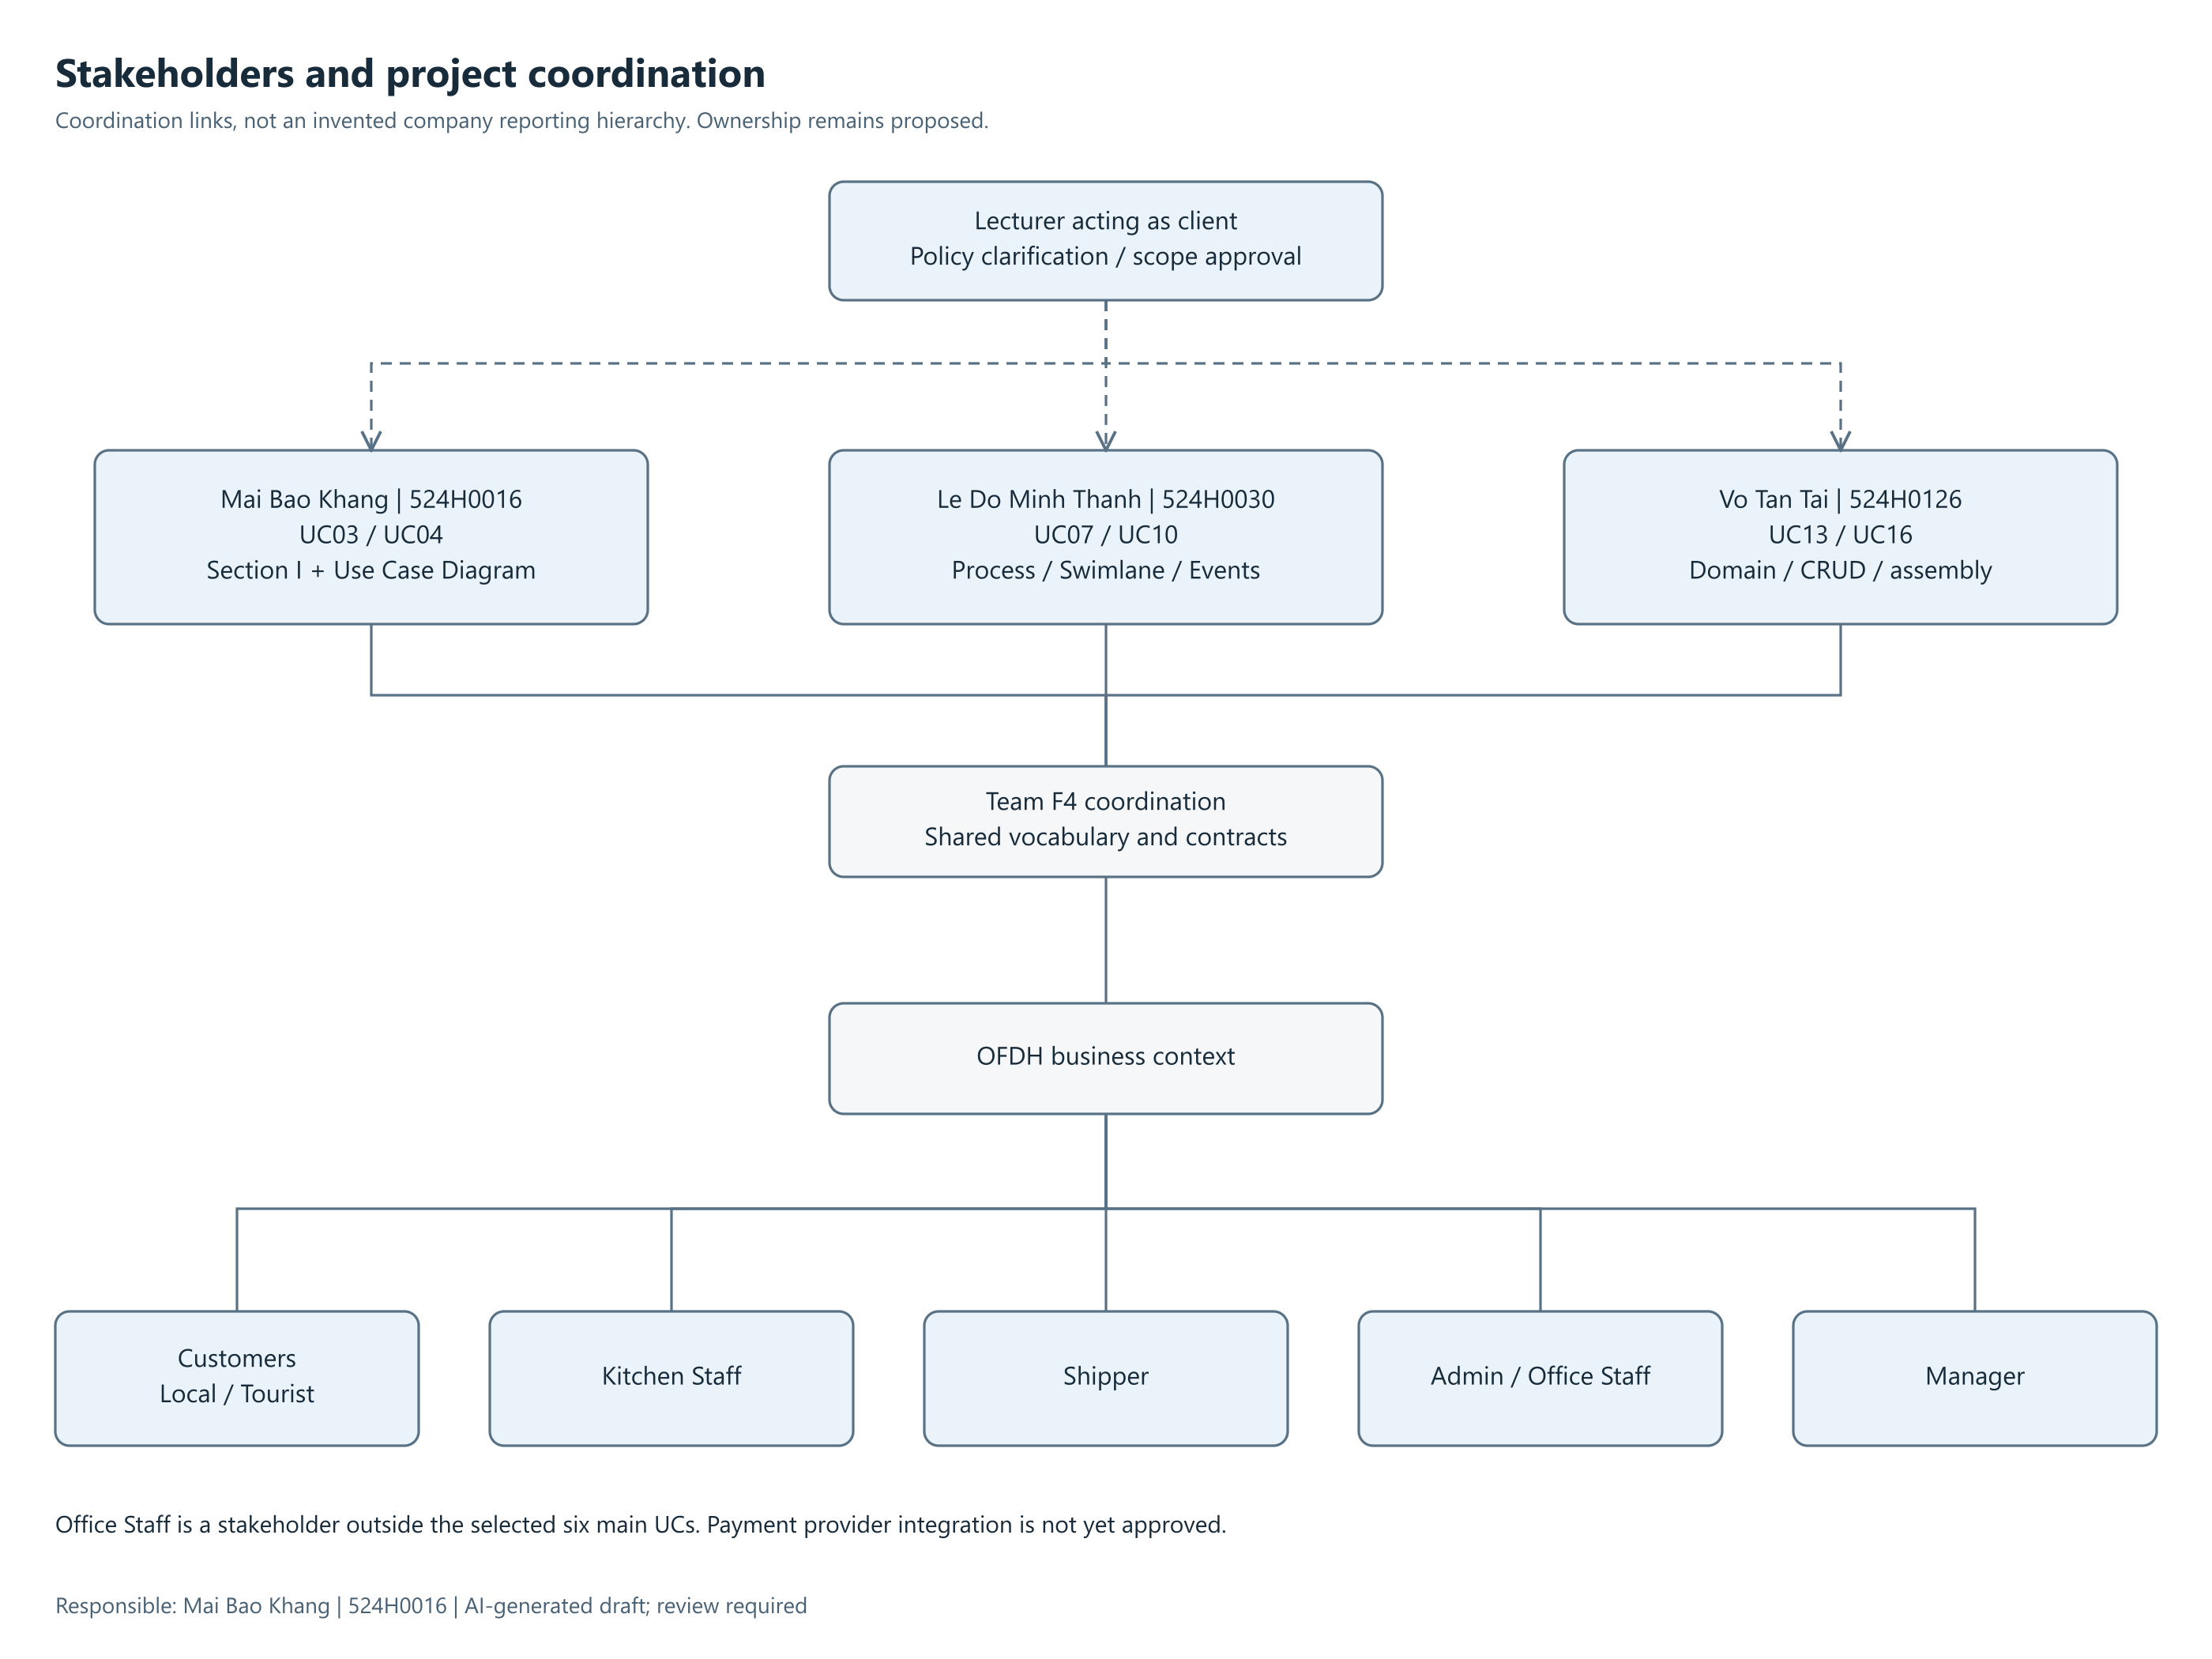 Stakeholders and project coordination
Coordination links, not an invented company reporting hierarchy. Ownership remains proposed.
Lecturer acting as client
Policy clarification / scope approval
Mai Bao Khang | 524H0016
UC03 / UC04
Section I + Use Case Diagram
Le Do Minh Thanh | 524H0030
UC07 / UC10
Process / Swimlane / Events
Vo Tan Tai | 524H0126
UC13 / UC16
Domain / CRUD / assembly
Team F4 coordination
Shared vocabulary and contracts
OFDH business context
Customers
Local / Tourist
Kitchen Staff
Shipper
Admin / Office Staff
Manager
Office Staff is a stakeholder outside the selected six main UCs. Payment provider integration is not yet approved.
Responsible: Mai Bao Khang | 524H0016 | AI-generated draft; review required